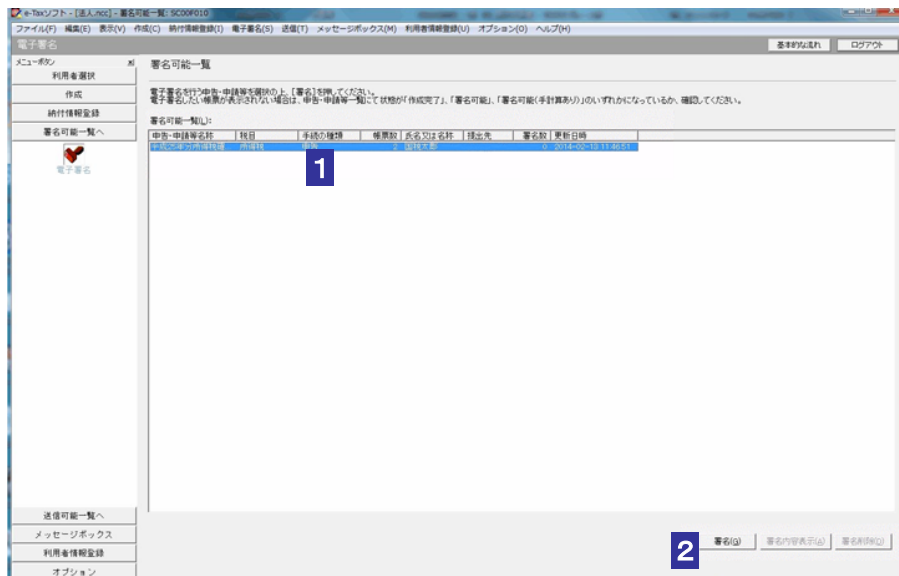 e-Taxソフト - [法人.ncc] - 署名可能一覧: SC00F010
ファイル(F) 編集(E) 表示(V) 作成(C) 納付情報登録(I) 電子署名(S) 送信(T) メッセージボックス(M) 利用者情報登録(U) オプション(O) ヘルプ(H)
電子署名 基本的な流れ ログアウト
メニューボタン x
利用者選択
作成
納付情報登録
署名可能一覧へ
電子署名
署名可能一覧
電子署名を行う申告・申請等を選択の上、[署名]を押してください。
電子署名したい帳票が表示されない場合は、申告・申請等一覧にて状態が「作成完了」、「署名可能」、「署名可能(手計算あり)」のいずれかになっているか、確認してください。
署名可能一覧(L):
申告・申請等名称 税目 手続の種類 帳票数 氏名又は名称 提出先 署名数 更新日時
平成25年分所得税確... 所得税 申告 2 国税太郎 0 2014-02-13 11:46:51
1
送信可能一覧へ
メッセージボックス
利用者情報登録
オプション
2 署名(G) 署名内容表示(A) 署名削除(D)